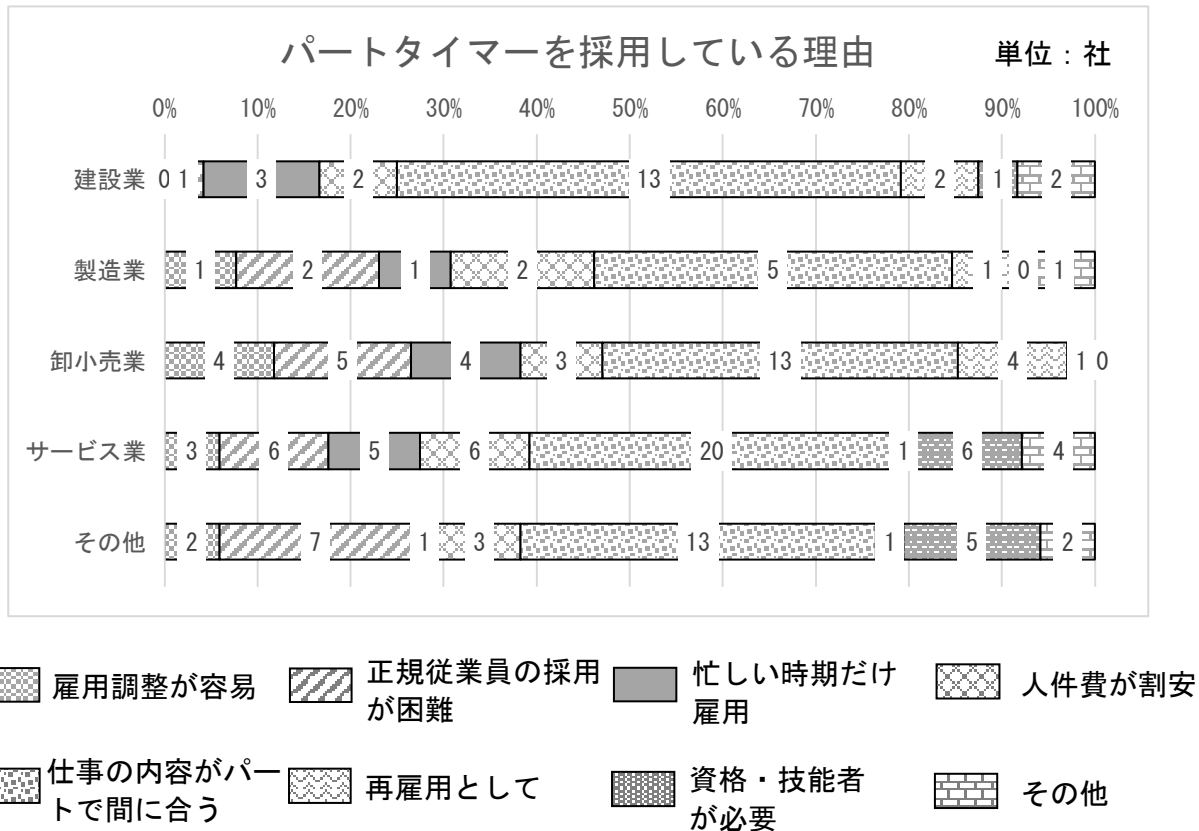 パートタイマーを採用している理由 単位:社
0% 10% 20% 30% 40% 50% 60% 70% 80% 90% 100%
建設業 0 1 3 2 13 2 1 2
製造業 1 2 1 2 5 1 0 1
卸小売業 4 5 4 3 13 4 1 0
サービス業 3 6 5 6 20 1 6 4
その他 2 7 1 3 13 1 5 2
雇用調整が容易
正規従業員の採用
が困難
忙しい時期だけ
雇用
人件費が割安
仕事の内容がパー
トで間に合う
再雇用として
資格・技能者
が必要
その他